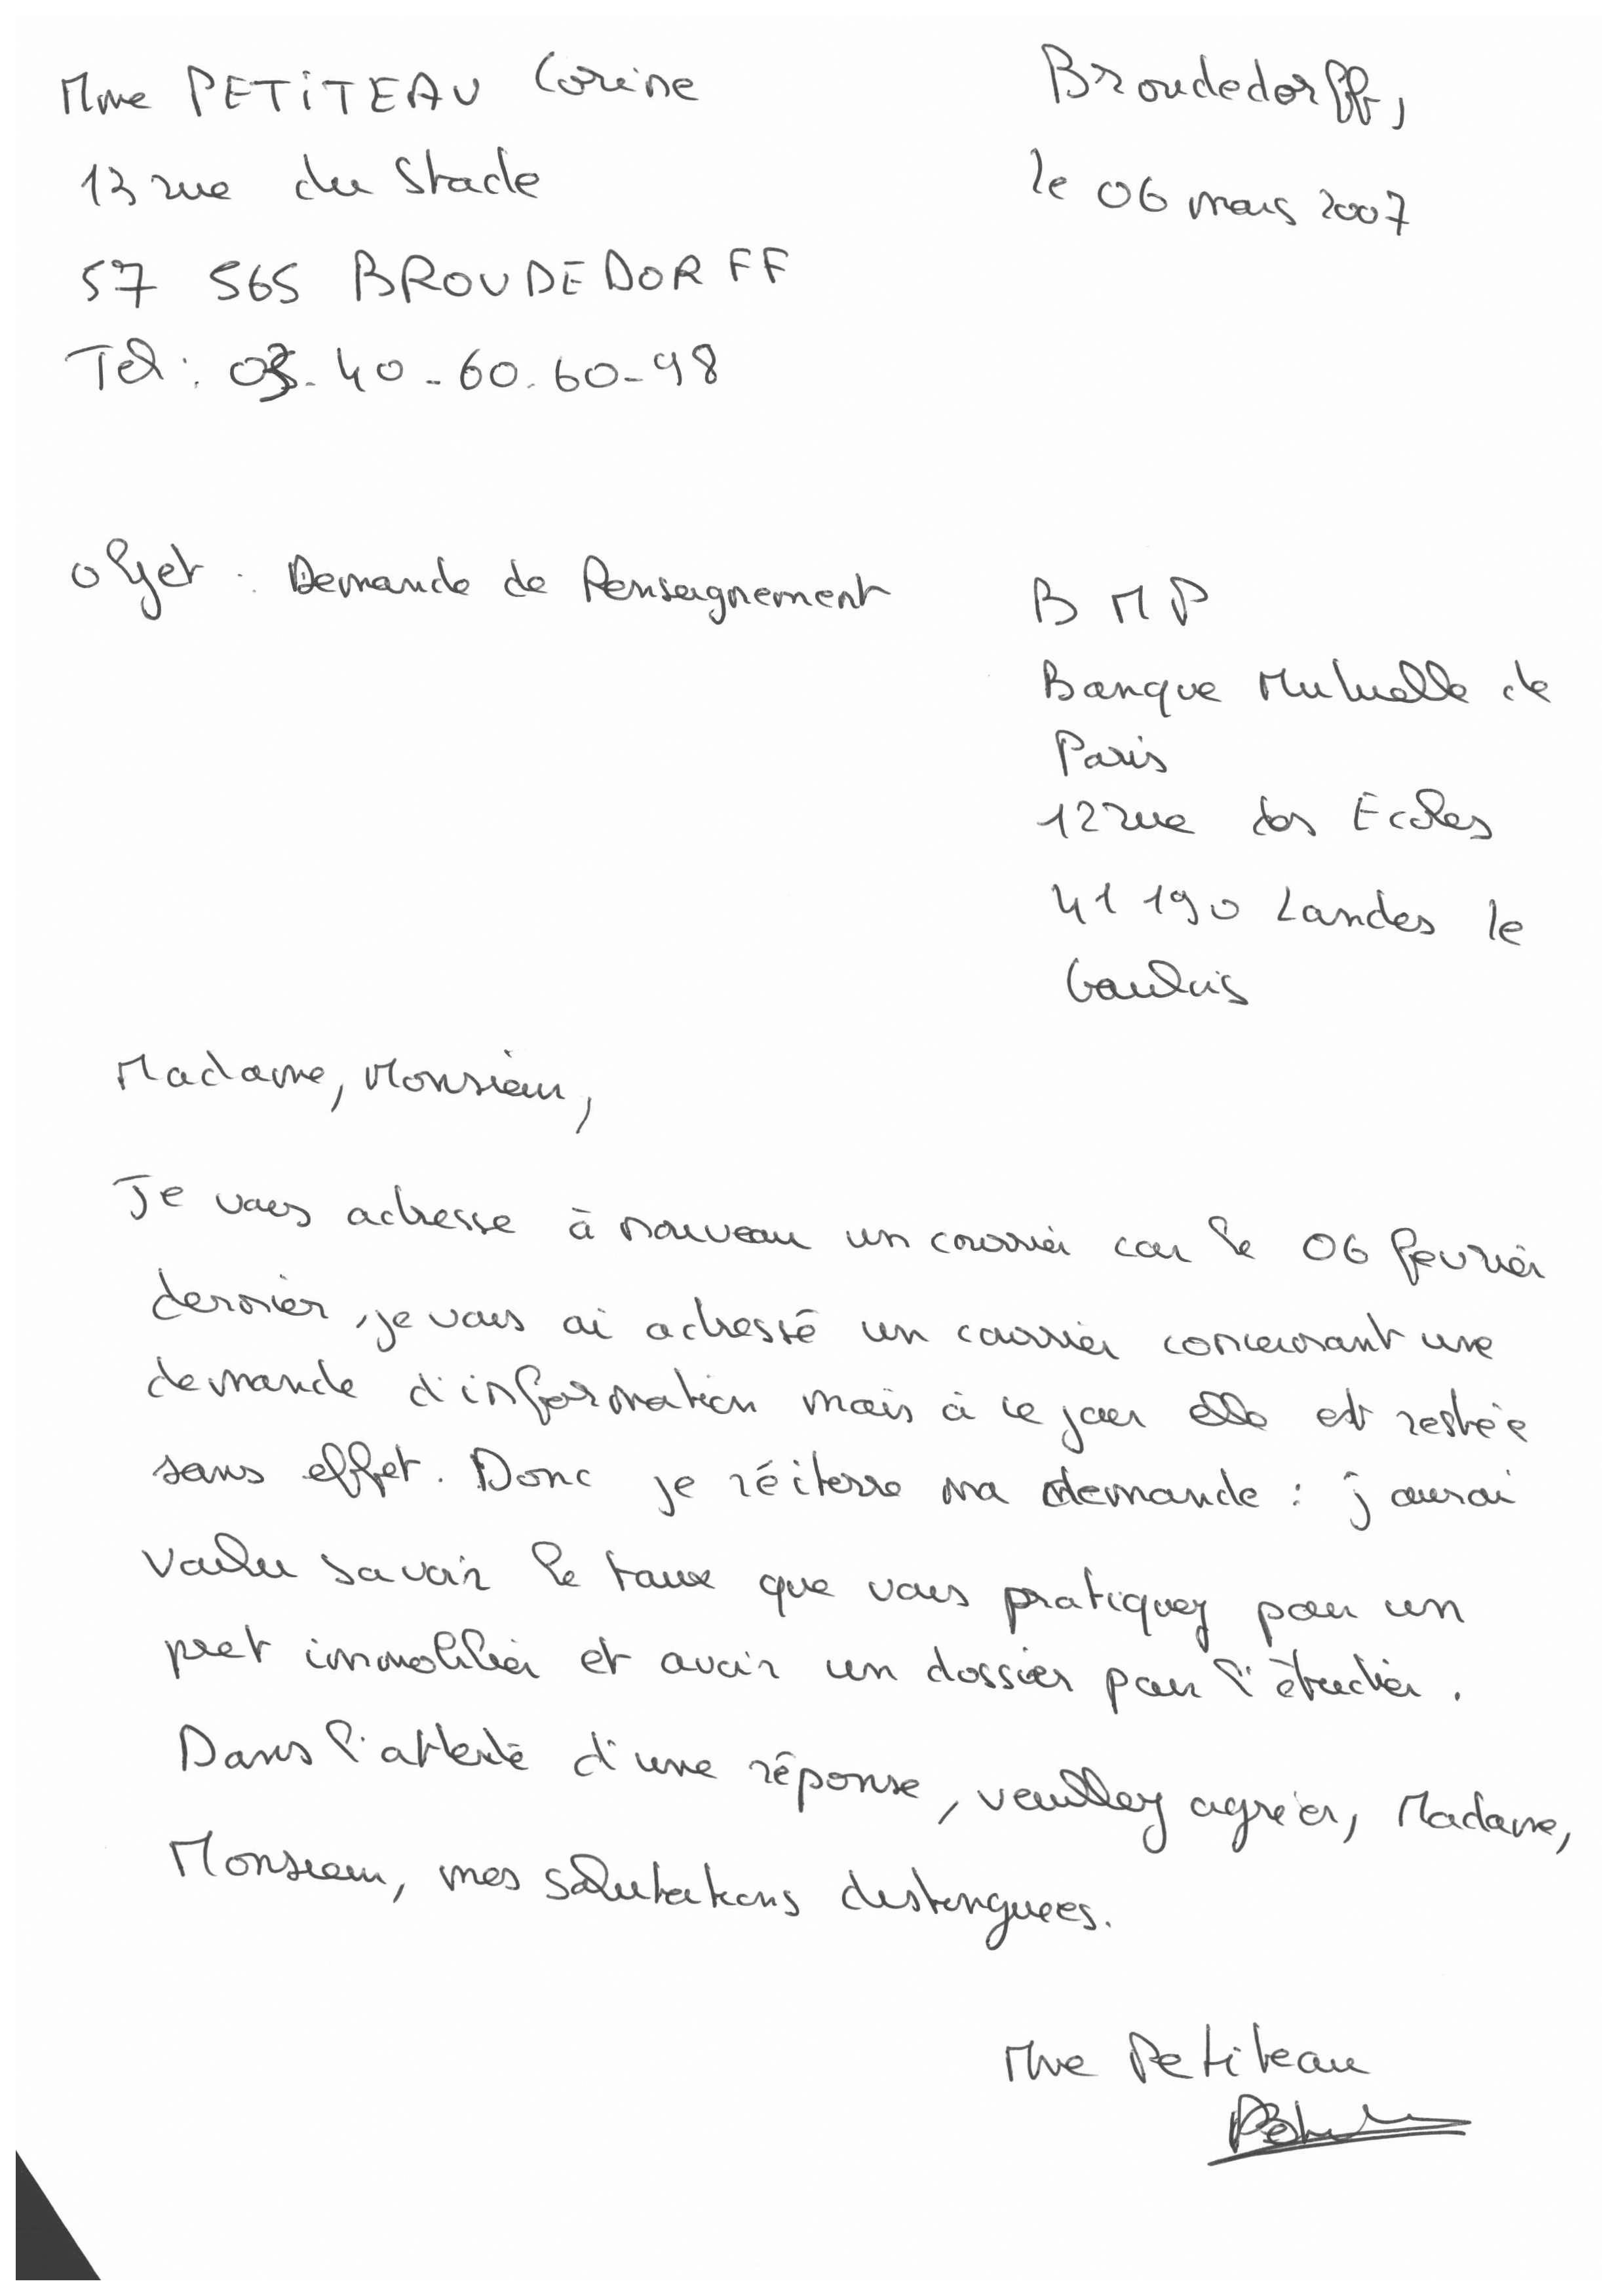 Mme PETITEAU Corine
13 rue du Stade
57 565 BROUDEDORFF
Tel : 03-40-60.60-98
Broudedorff,
le 06 mars 2007
objet : Demande de Renseignement
BMP
Banque Mutuelle de
Paris
12 rue des Ecoles
41 190 Landes le
Gaulois
Madame, Monsieur,
Je vous adresse à nouveau un courrier car le 06 fevrier
dernier, je vous ai adressé un courrier concernant une
demande d'information mais à ce jour elle est restée
sans effet. Donc je réiterre ma demande : j'aurai
voulu savoir le taux que vous pratiquez pour un
pret immobilier et avoir un dossier pour l'étudier.
Dans l'attente d'une réponse, veuillez agréer, Madame,
Monsieur, mes salutations distinguees.
Mme Petiteau